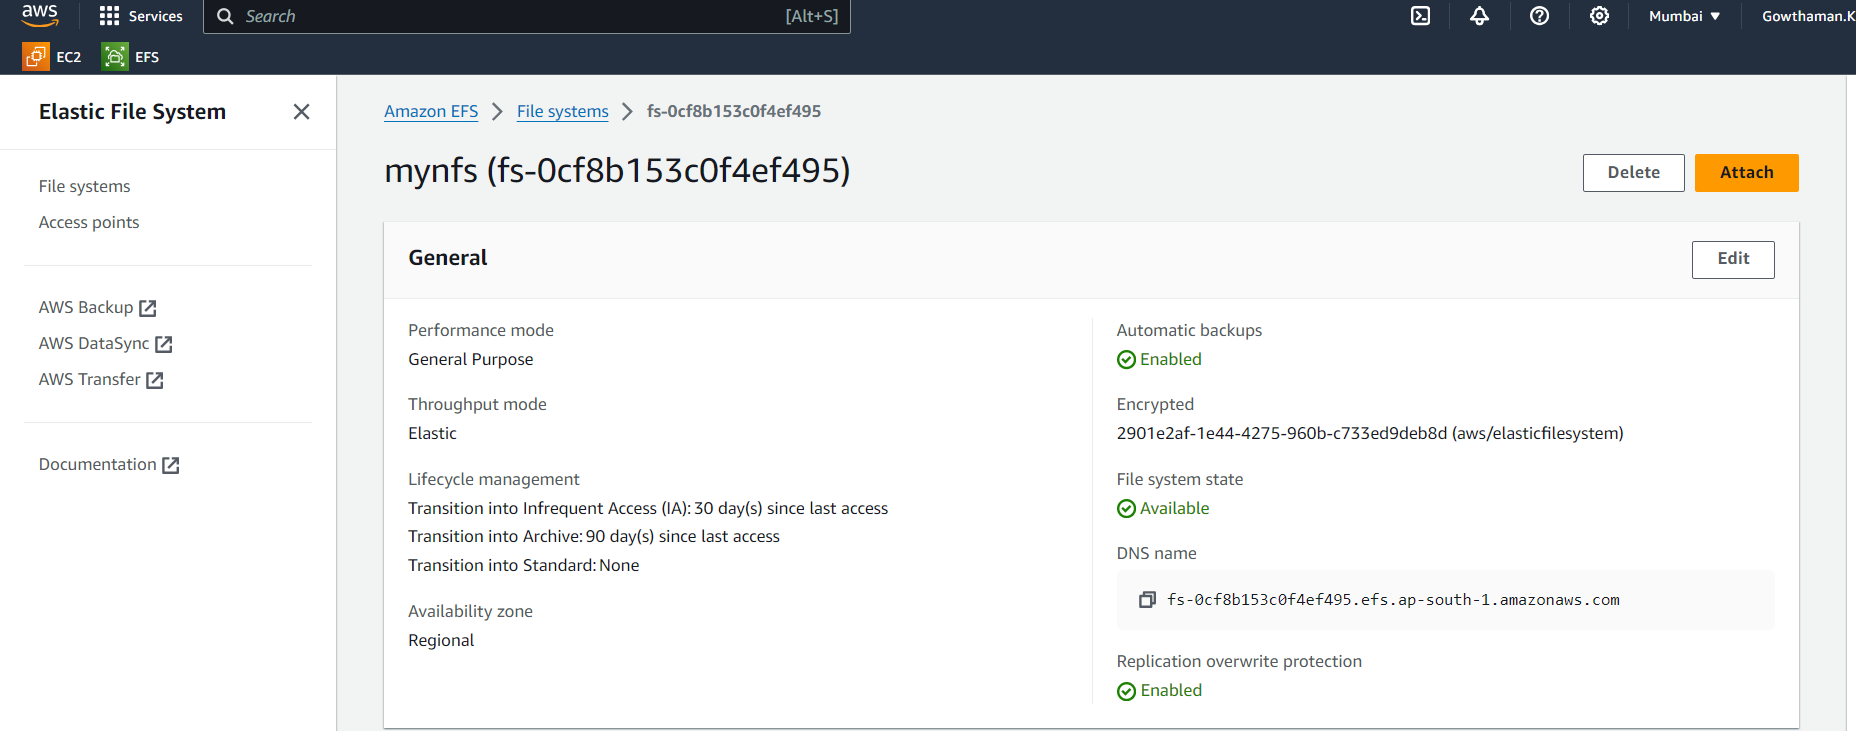 aws
Services
Search
[Alt+S]
Mumbai
Gowthaman.K
EC2
EFS
Elastic File System
File systems
Access points
AWS Backup
AWS DataSync
AWS Transfer
Documentation
Amazon EFS
File systems
fs-0cf8b153c0f4ef495
mynfs (fs-0cf8b153c0f4ef495)
Delete
Attach
General
Edit
Performance mode
General Purpose
Throughput mode
Elastic
Lifecycle management
Transition into Infrequent Access (IA): 30 day(s) since last access
Transition into Archive: 90 day(s) since last access
Transition into Standard: None
Availability zone
Regional
Automatic backups
Enabled
Encrypted
2901e2af-1e44-4275-960b-c733ed9deb8d (aws/elasticfilesystem)
File system state
Available
DNS name
fs-0cf8b153c0f4ef495.efs.ap-south-1.amazonaws.com
Replication overwrite protection
Enabled